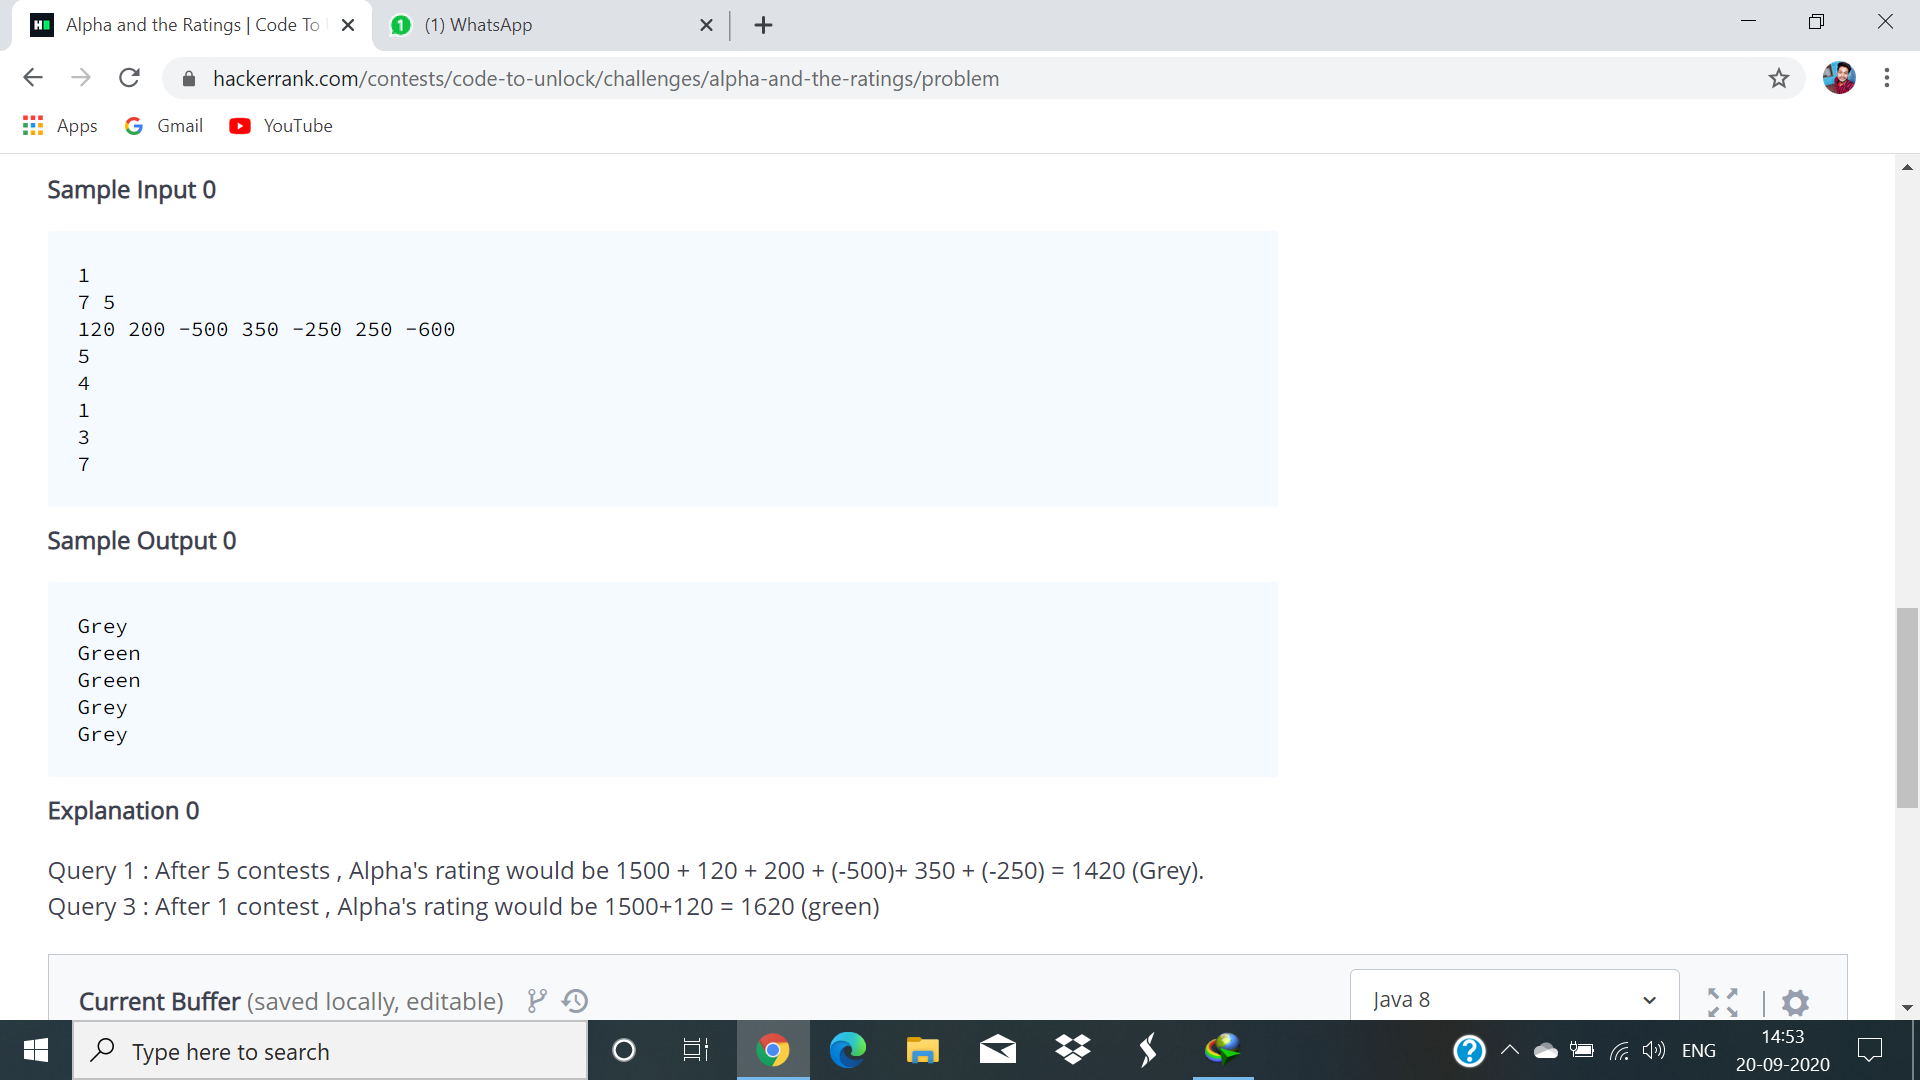 Alpha and the Ratings | Code To
(1) WhatsApp
hackerrank.com/contests/code-to-unlock/challenges/alpha-and-the-ratings/problem
Apps
Gmail
YouTube
Sample Input 0
1
7 5
120 200 -500 350 -250 250 -600
5
4
1
3
7
Sample Output 0
Grey
Green
Green
Grey
Grey
Explanation 0
Query 1 : After 5 contests , Alpha's rating would be 1500 + 120 + 200 + (-500)+ 350 + (-250) = 1420 (Grey).
Query 3 : After 1 contest , Alpha's rating would be 1500+120 = 1620 (green)
Current Buffer (saved locally, editable)
Java 8
Type here to search
ENG
14:53
20-09-2020